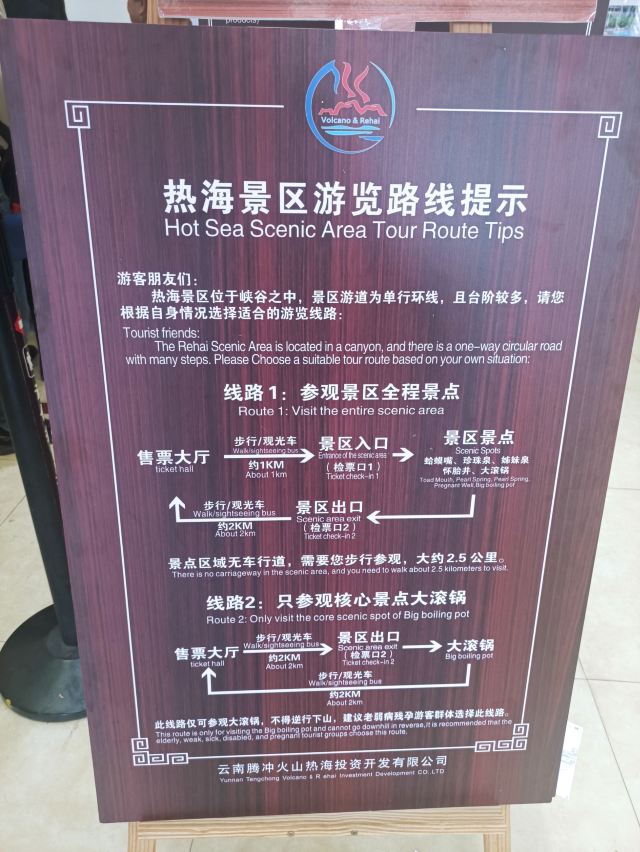 products)
Volcano & Rehai
热海景区游览路线提示
Hot Sea Scenic Area Tour Route Tips
游客朋友们：
热海景区位于峡谷之中，景区游道为单行环线，且台阶较多，请您
根据自身情况选择适合的游览线路：
Tourist friends:
The Rehai Scenic Area is located in a canyon, and there is a one-way circular road
with many steps. Please Choose a suitable tour route based on your own situation:
线路1：参观景区全程景点
Route 1: Visit the entire scenic area
售票大厅
ticket hall
步行/观光车
Walk/sightseeing bus
约1KM
About 1km
景区入口
Entrance of the scenic area
（检票口1）
Ticket check-in 1
景区景点
Scenic Spots
蛤蟆嘴、珍珠泉、姊妹泉
怀胎井、大滚锅
Toad Mouth, Pearl Spring, Pearl Spring,
Pregnant Well, Big boiling pot
步行/观光车
Walk/sightseeing bus
约2KM
About 2km
景区出口
Scenic area exit
（检票口2）
Ticket check-in 2
景点区域无车行道，需要您步行参观，大约2.5公里。
There is no carriageway in the scenic area, and you need to walk about 2.5 kilometers to visit.
线路2：只参观核心景点大滚锅
Route 2: Only visit the core scenic spot of Big boiling pot
售票大厅
ticket hall
步行/观光车
Walk/sightseeing bus
约2KM
About 2km
景区出口
Scenic area exit
（检票口2）
Ticket check-in 2
大滚锅
Big boiling pot
步行/观光车
Walk/sightseeing bus
约2KM
About 2km
此线路仅可参观大滚锅，不得逆行下山，建议老弱病残孕游客群体选择此线路。
This route is only for visiting the Big boiling pot and cannot go downhill in reverse,It is recommended that the
elderly, weak, sick, disabled, and pregnant tourist groups choose this route.
云南腾冲火山热海投资开发有限公司
Yunnan Tengchong Volcano & R ehai Investment Development CO.,LTD